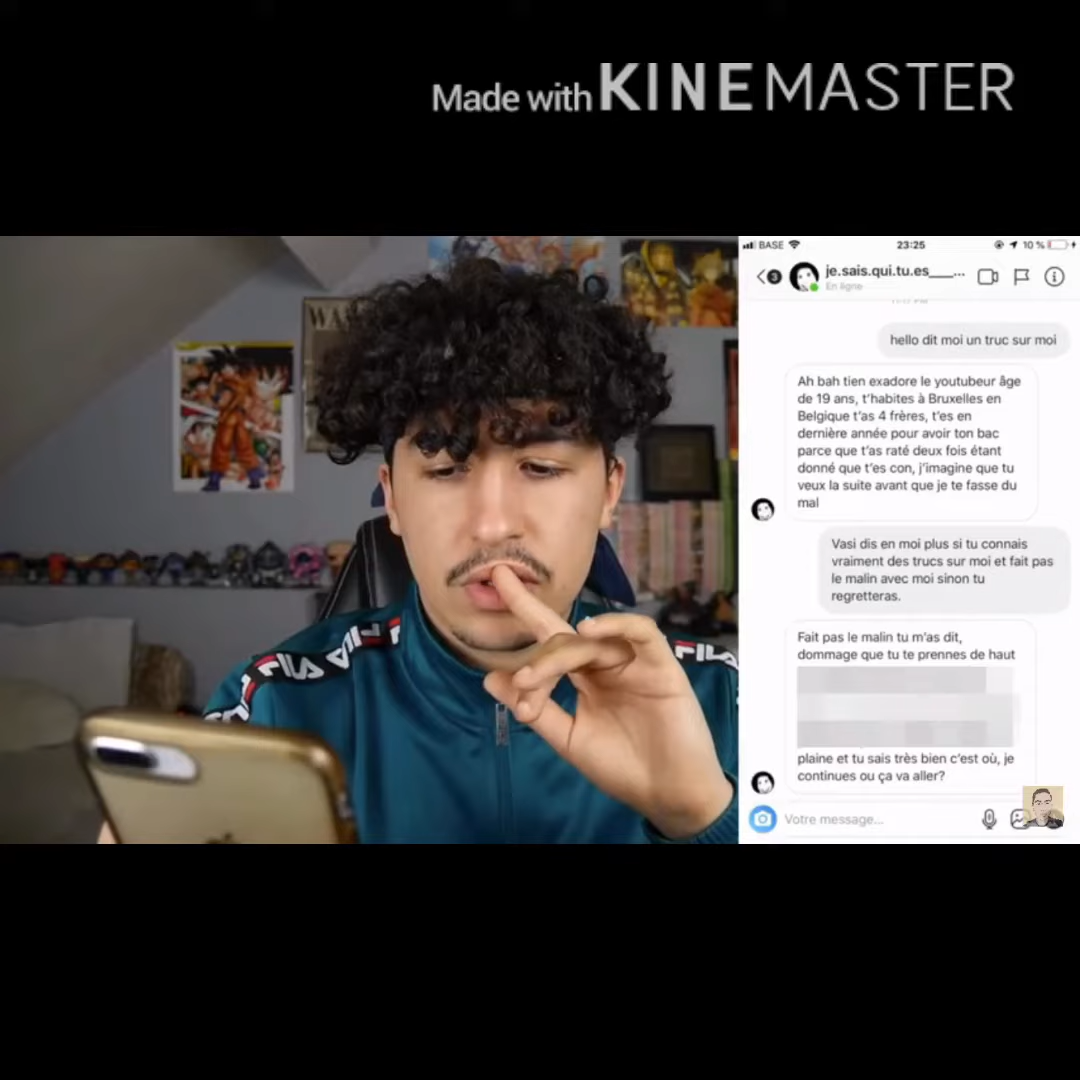 Made with KINEMASTER
BASE
23:25
10 %
3
je.sais.qui.tu.es___...
En ligne
hello dit moi un truc sur moi
Ah bah tien exadore le youtubeur âge
de 19 ans, t'habites à Bruxelles en
Belgique t'as 4 frères, t'es en
dernière année pour avoir ton bac
parce que t'as raté deux fois étant
donné que t'es con, j'imagine que tu
veux la suite avant que je te fasse du
mal
Vasi dis en moi plus si tu connais
vraiment des trucs sur moi et fait pas
le malin avec moi sinon tu
regretteras.
Fait pas le malin tu m'as dit,
dommage que tu te prennes de haut
plaine et tu sais très bien c'est où, je
continues ou ça va aller?
Votre message...
WA
FILA
FILA